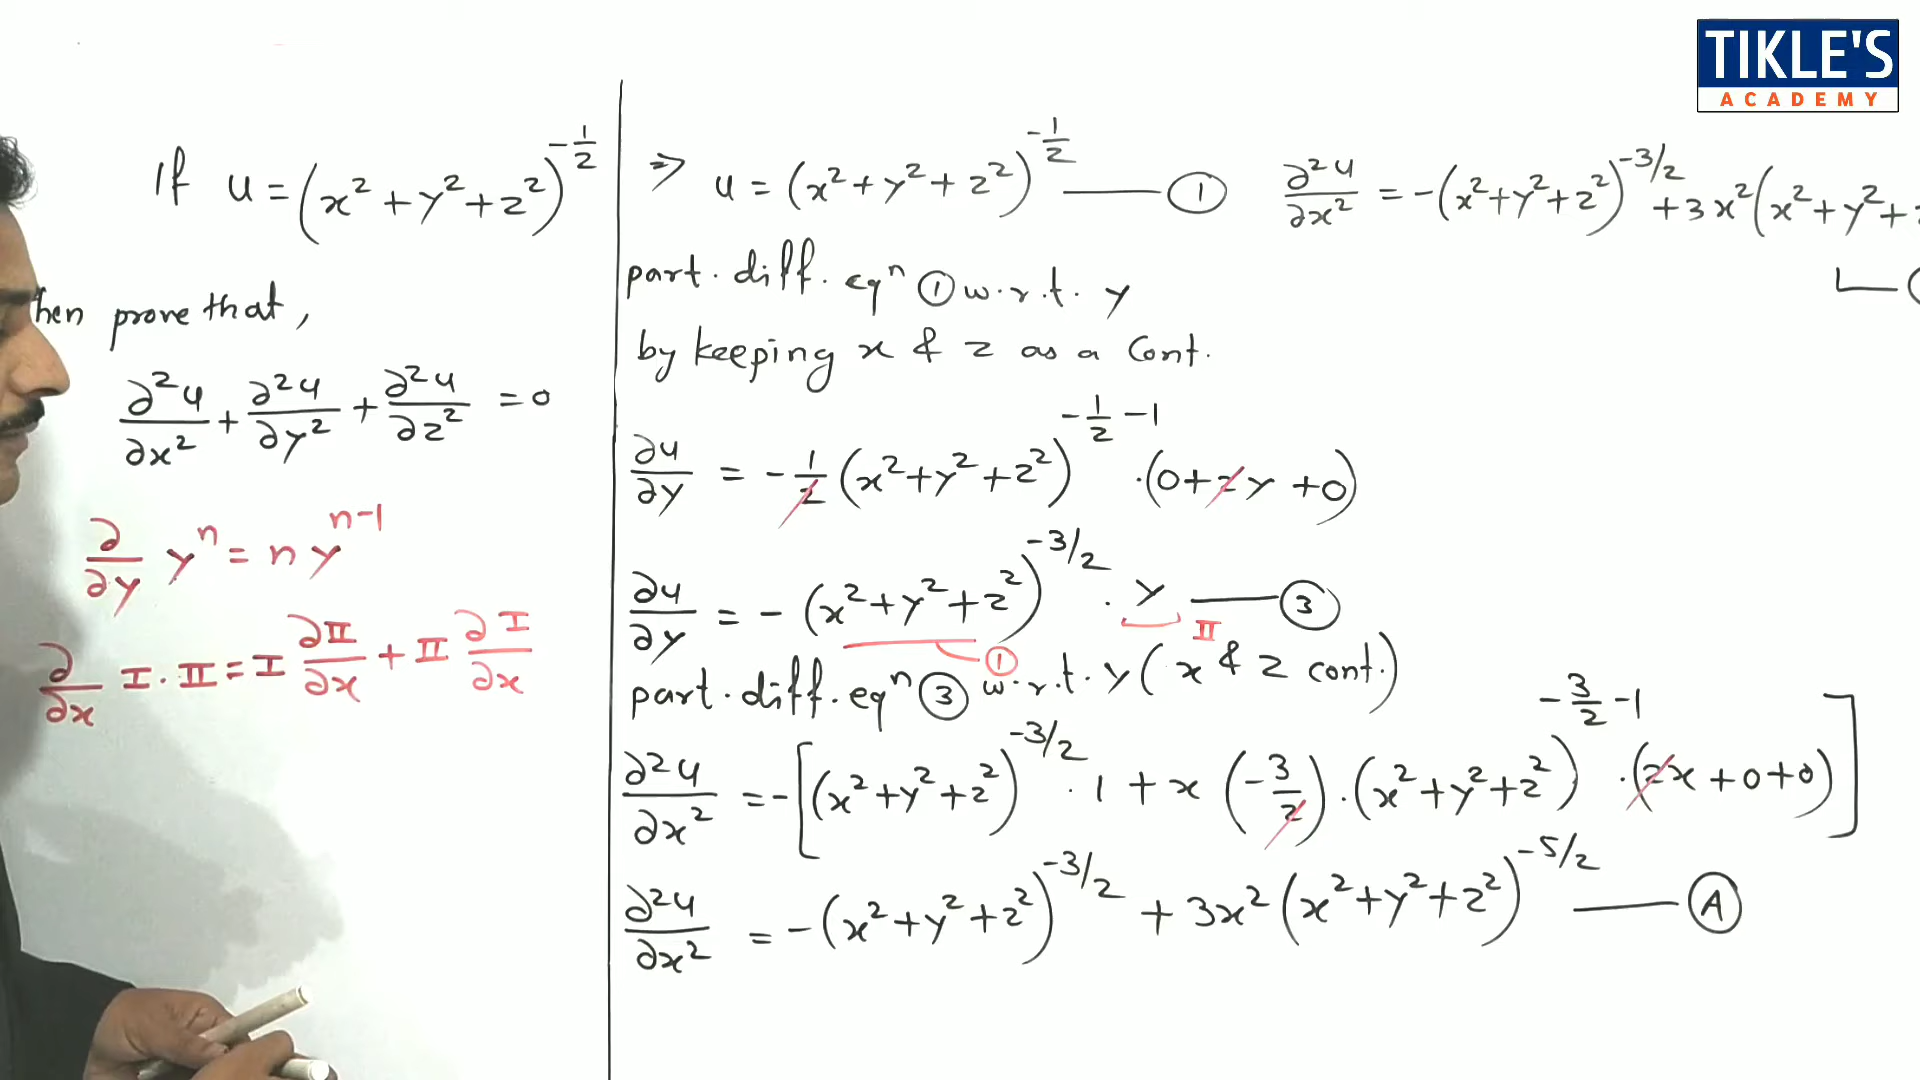 TIKLE'S
ACADEMY
If u = (x² + y² + z²)^(-1/2)
hen prove that,
∂²u/∂x² + ∂²u/∂y² + ∂²u/∂z² = 0
∂/∂y yⁿ = n y^(n-1)
∂/∂x I · II = I ∂II/∂x + II ∂I/∂x
⇒ u = (x² + y² + z²)^(-1/2) — ①
part. diff. eqⁿ ① w.r.t. y
by keeping x & z as a Cont.
∂u/∂y = -1/2 (x² + y² + z²)^(-1/2 -1) · (0 + 2y + 0)
∂u/∂y = - (x² + y² + z²)^(-3/2) · y — ③
① II
part. diff. eqⁿ ③ w.r.t. y (x & z cont.)
∂²u/∂x² = -[(x² + y² + z²)^(-3/2) · 1 + x (-3/2) · (x² + y² + z²)^(-3/2 -1) · (2x + 0 + 0)]
∂²u/∂x² = -(x² + y² + z²)^(-3/2) + 3x² (x² + y² + z²)^(-5/2) — Ⓐ
∂²u/∂x² = -(x² + y² + z²)^(-3/2) + 3x² (x² + y² +